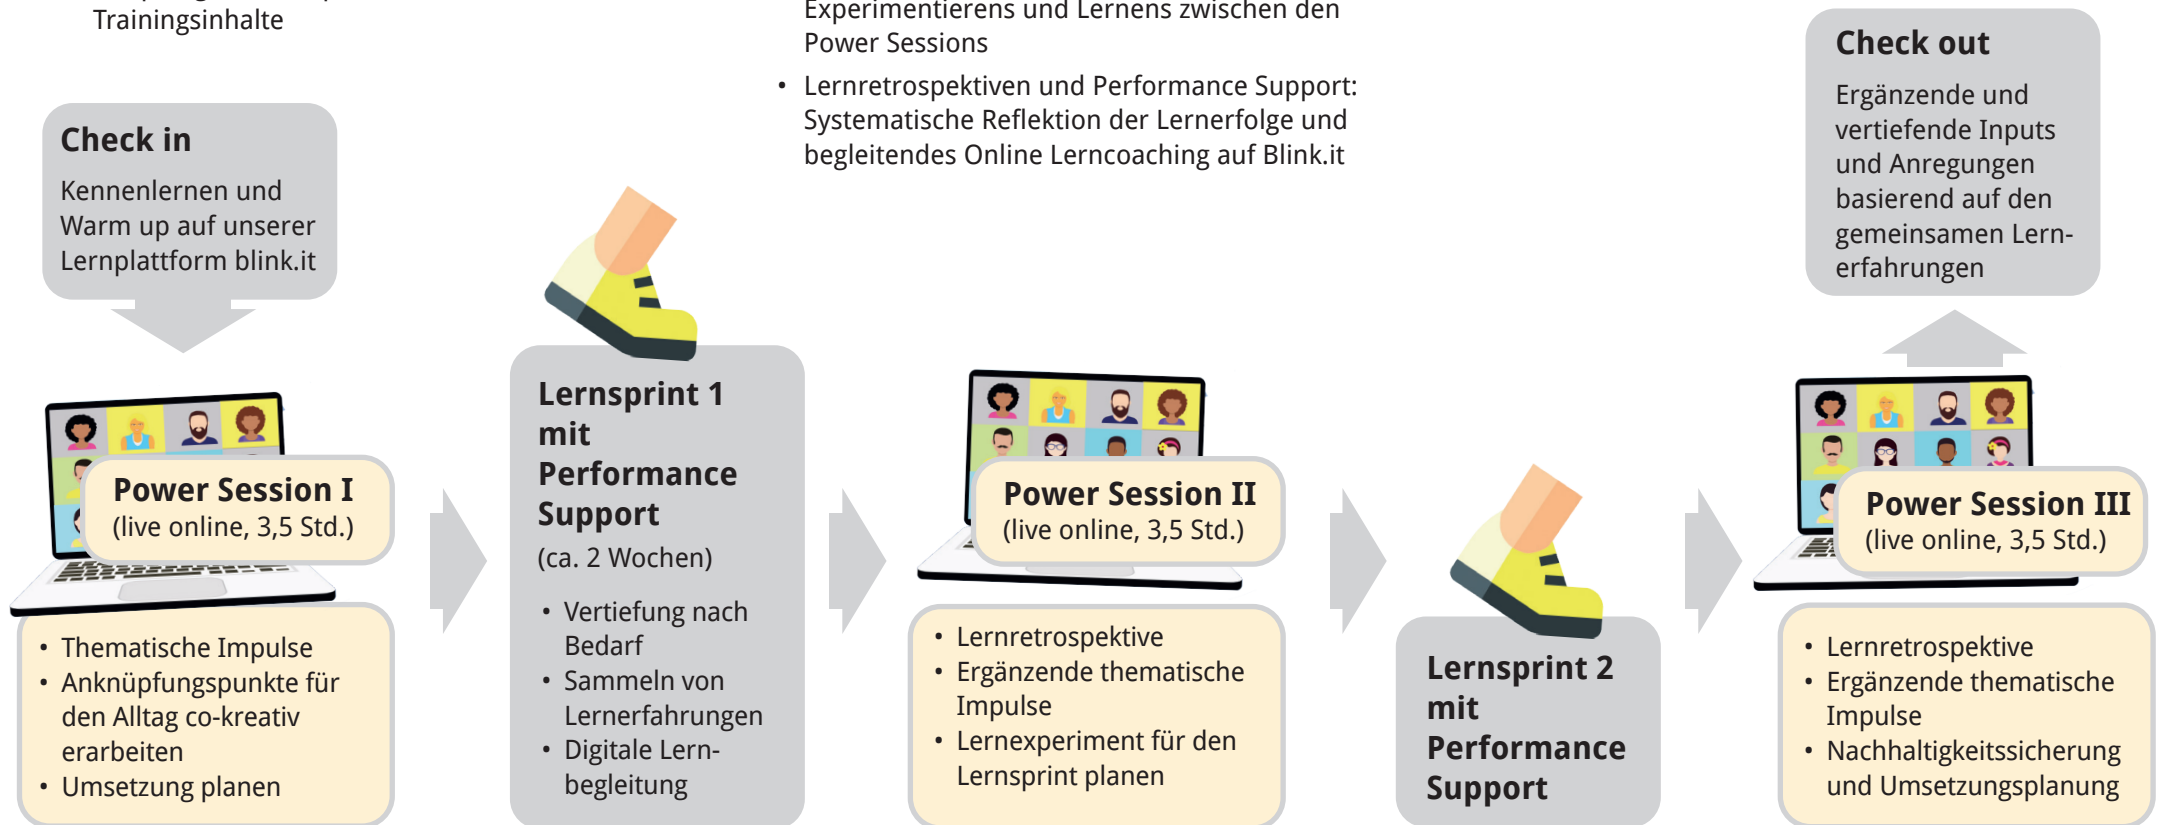 Trainingsinhalte
Experimentierens und Lernens zwischen den
Power Sessions
• Lernretrospektiven und Performance Support:
Systematische Reflektion der Lernerfolge und
begleitendes Online Lerncoaching auf Blink.it
Check in
Kennenlernen und
Warm up auf unserer
Lernplattform blink.it
Power Session I
(live online, 3,5 Std.)
• Thematische Impulse
• Anknüpfungspunkte für
den Alltag co-kreativ
erarbeiten
• Umsetzung planen
Lernsprint 1
mit
Performance
Support
(ca. 2 Wochen)
• Vertiefung nach
Bedarf
• Sammeln von
Lernerfahrungen
• Digitale Lern-
begleitung
Power Session II
(live online, 3,5 Std.)
• Lernretrospektive
• Ergänzende thematische
Impulse
• Lernexperiment für den
Lernsprint planen
Lernsprint 2
mit
Performance
Support
Power Session III
(live online, 3,5 Std.)
• Lernretrospektive
• Ergänzende thematische
Impulse
• Nachhaltigkeitssicherung
und Umsetzungsplanung
Check out
Ergänzende und
vertiefende Inputs
und Anregungen
basierend auf den
gemeinsamen Lern-
erfahrungen